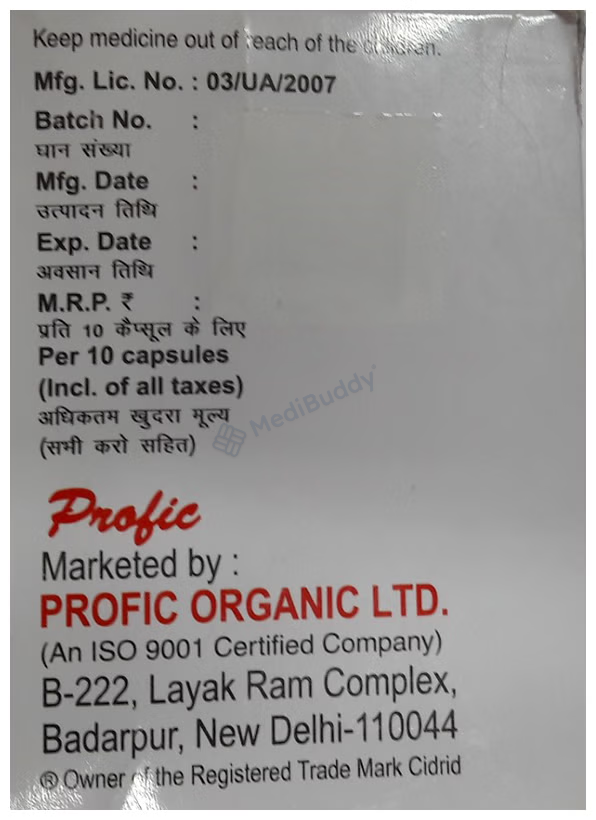 Keep medicine out of reach of the children.
Mfg. Lic. No. : 03/UA/2007
Batch No. :
घान संख्या
Mfg. Date :
उत्पादन तिथि
Exp. Date :
अवसान तिथि
M.R.P. ₹ :
प्रति 10 कैप्सूल के लिए
Per 10 capsules
(Incl. of all taxes)
अधिकतम खुदरा मूल्य
(सभी करो सहित)
MediBuddy
Profic
Marketed by :
PROFIC ORGANIC LTD.
(An ISO 9001 Certified Company)
B-222, Layak Ram Complex,
Badarpur, New Delhi-110044
® Owner of the Registered Trade Mark Cidrid